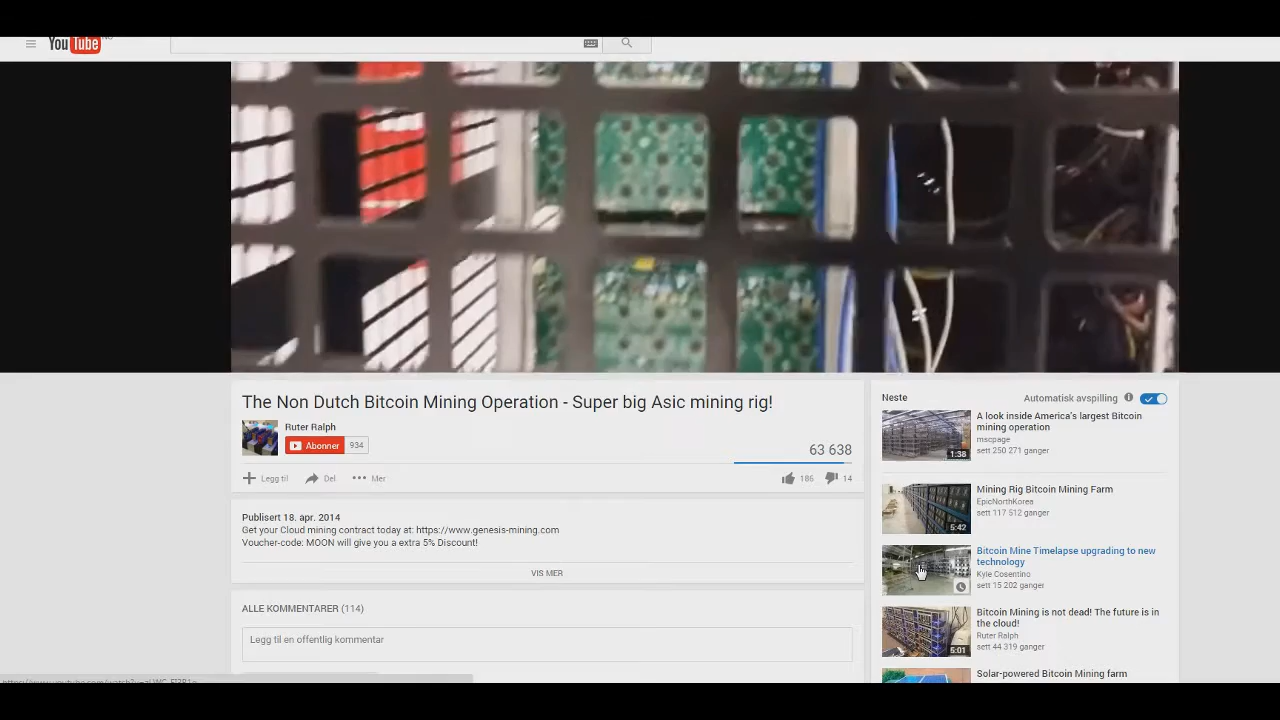 YouTube
The Non Dutch Bitcoin Mining Operation - Super big Asic mining rig!
Ruter Ralph
Abonner 934
63 638
Legg til Del Mer
186 14
Publisert 18. apr. 2014
Get your Cloud mining contract today at: https://www.genesis-mining.com
Voucher-code: MOON will give you a extra 5% Discount!
VIS MER
ALLE KOMMENTARER (114)
Legg til en offentlig kommentar
Neste Automatisk avspilling
A look inside America's largest Bitcoin
mining operation
mscpage
sett 250 271 ganger
1:38
Mining Rig Bitcoin Mining Farm
EpicNorthKorea
sett 117 512 ganger
5:42
Bitcoin Mine Timelapse upgrading to new
technology
Kyle Cosentino
sett 15 202 ganger
Bitcoin Mining is not dead! The future is in
the cloud!
Ruter Ralph
sett 44 319 ganger
5:01
Solar-powered Bitcoin Mining farm